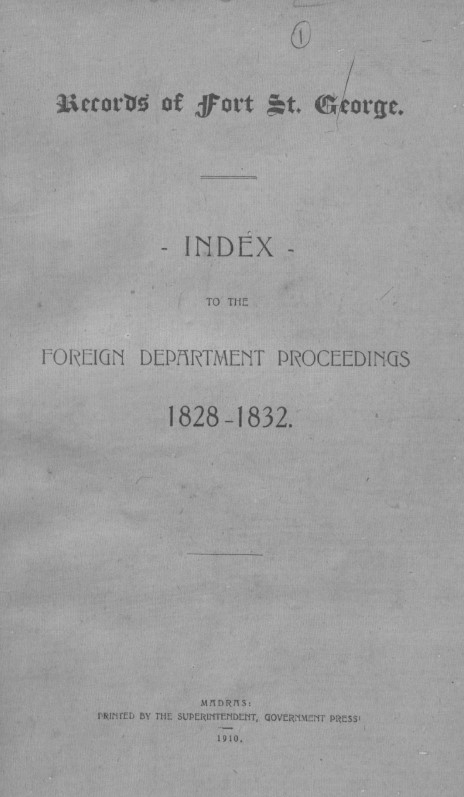 1
Records of Fort St. George.
- INDEX -
TO THE
FOREIGN DEPARTMENT PROCEEDINGS
1828-1832.
MADRAS:
PRINTED BY THE SUPERINTENDENT, GOVERNMENT PRESS
1910.